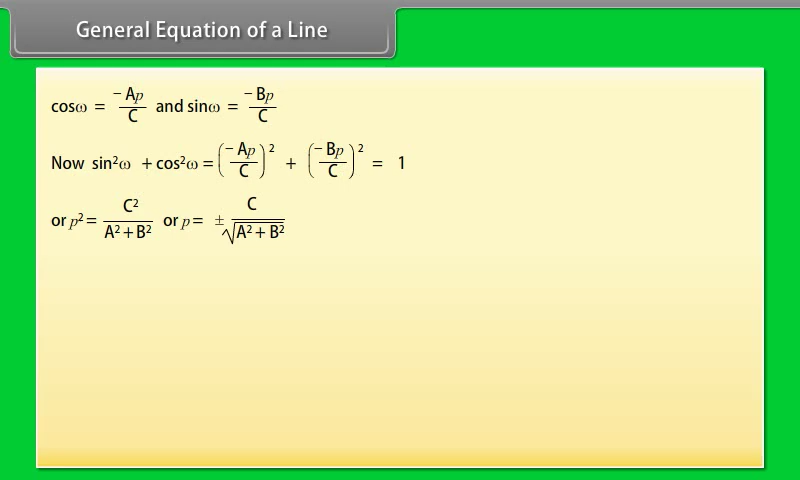 General Equation of a Line
cosω = −Ap/C and sinω = −Bp/C
Now sin²ω + cos²ω = (−Ap/C)² + (−Bp/C)² = 1
or p² = C²/A² + B² or p = ± C/√A² + B²